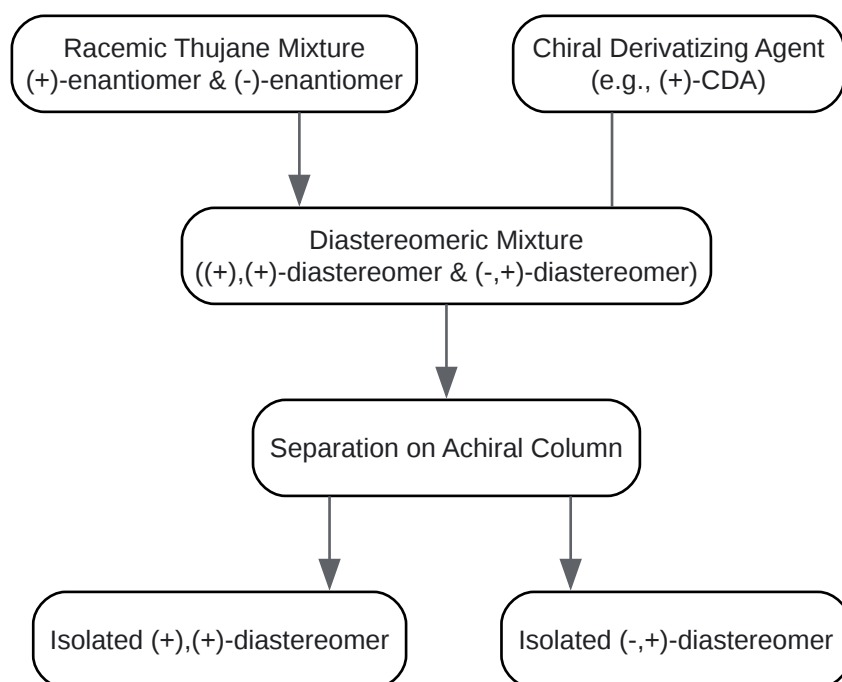 Racemic Thujane Mixture
(+)-enantiomer & (-)-enantiomer
Chiral Derivatizing Agent
(e.g., (+)-CDA)
Diastereomeric Mixture
((+),(+)-diastereomer & (-,+)-diastereomer)
Separation on Achiral Column
Isolated (+),(+)-diastereomer
Isolated (-,+)-diastereomer